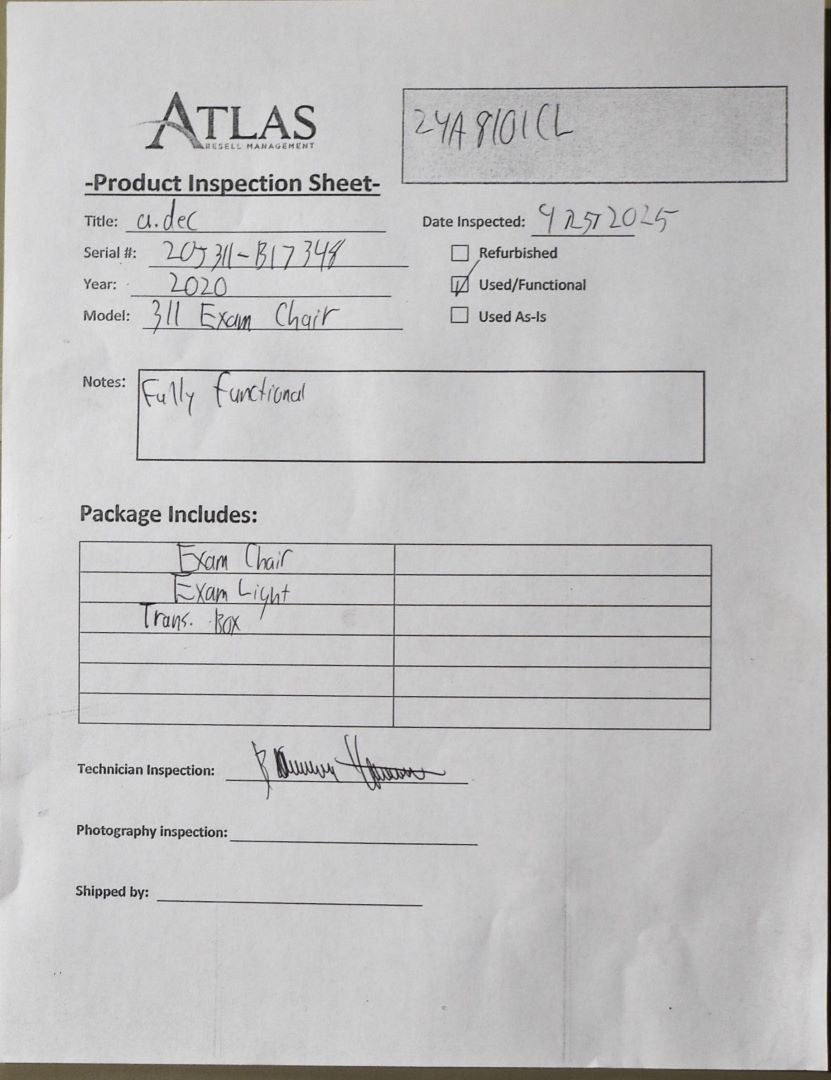 ATLAS
RESELL MANAGEMENT
24A8101CL
-Product Inspection Sheet-
Title: a.dec
Date Inspected: 9 25 2025
Serial #: 20J311-B17348
Refurbished
Year: 2020
Used/Functional
Model: 311 Exam Chair
Used As-Is
Notes: Fully Functional
Package Includes:
Exam Chair
Exam Light
Trans. Box
Technician Inspection:
Photography inspection:
Shipped by: